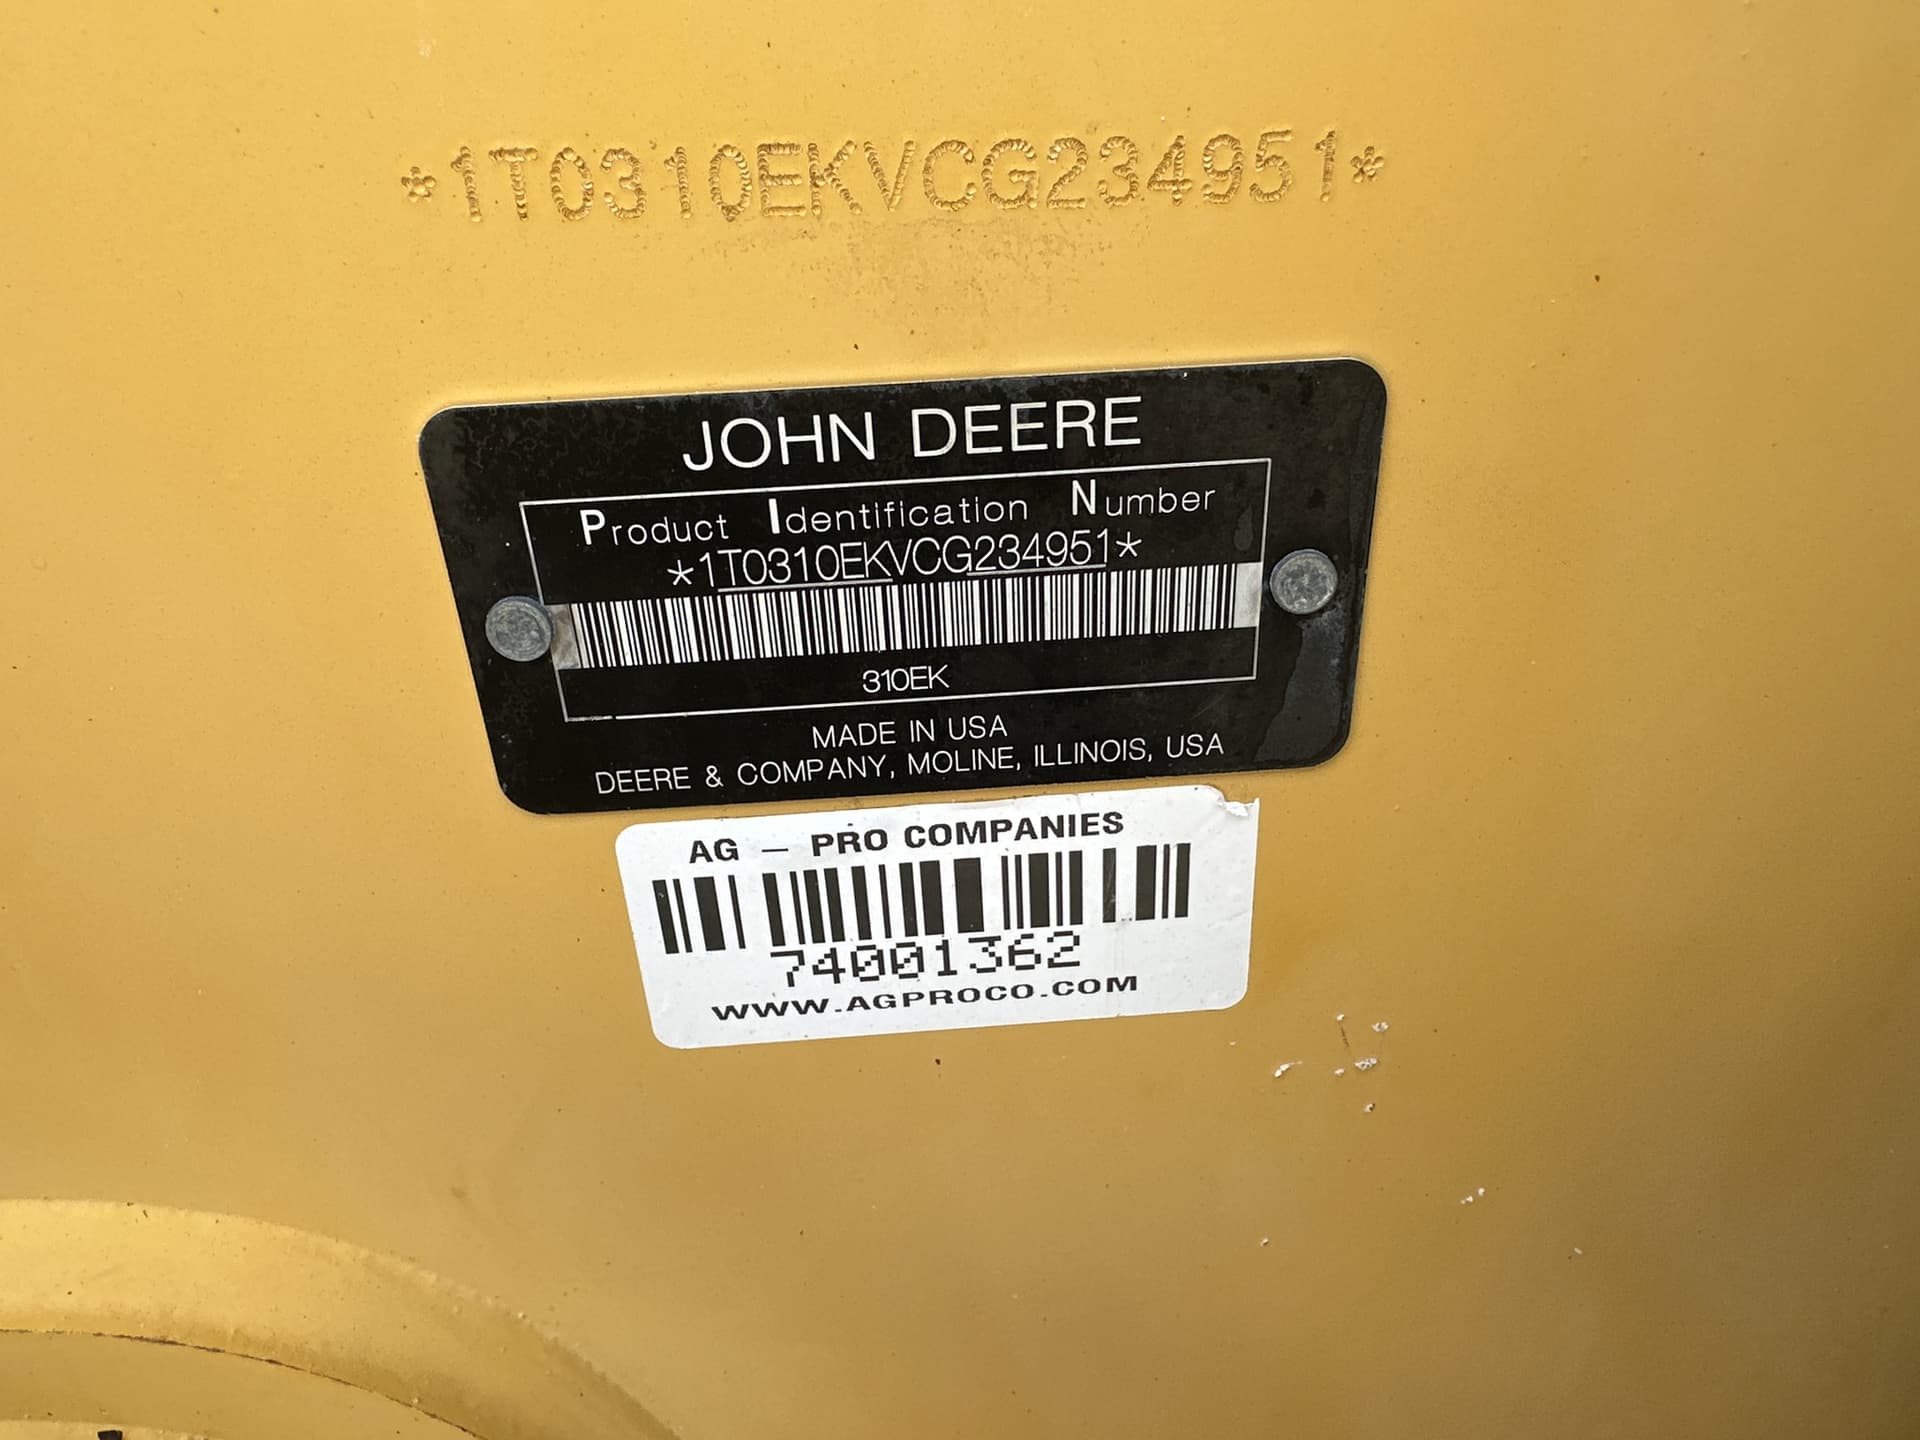 *1T0310EKVCG234951*
JOHN DEERE
Product Identification Number
*1T0310EKVCG234951*
310EK
MADE IN USA
DEERE & COMPANY, MOLINE, ILLINOIS, USA
AG – PRO COMPANIES
74001362
WWW.AGPROCO.COM